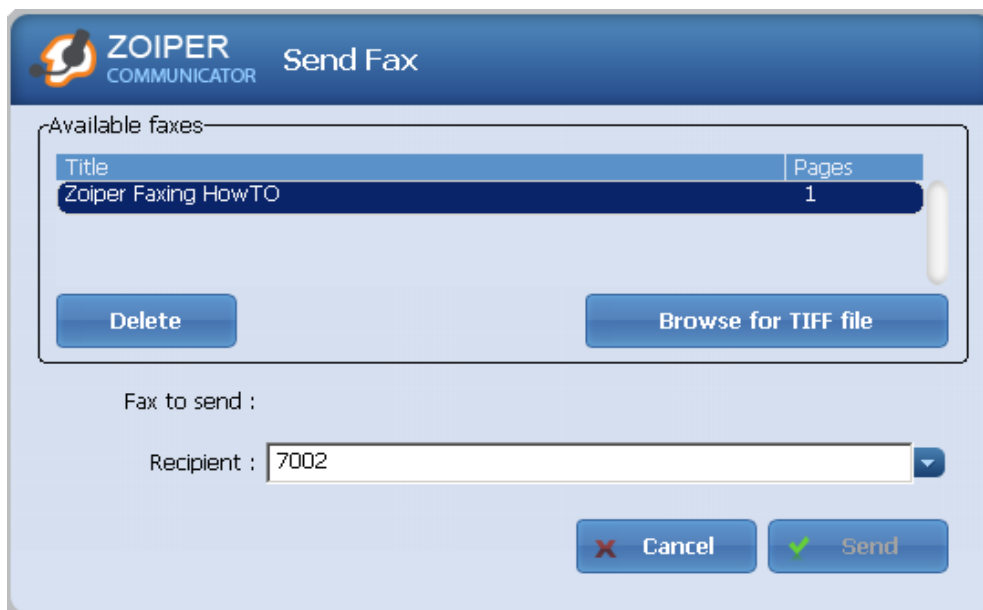 ZOIPER
COMMUNICATOR
Send Fax
Available faxes
Title Pages
Zoiper Faxing HowTO 1
Delete Browse for TIFF file
Fax to send :
Recipient : 7002
Cancel Send